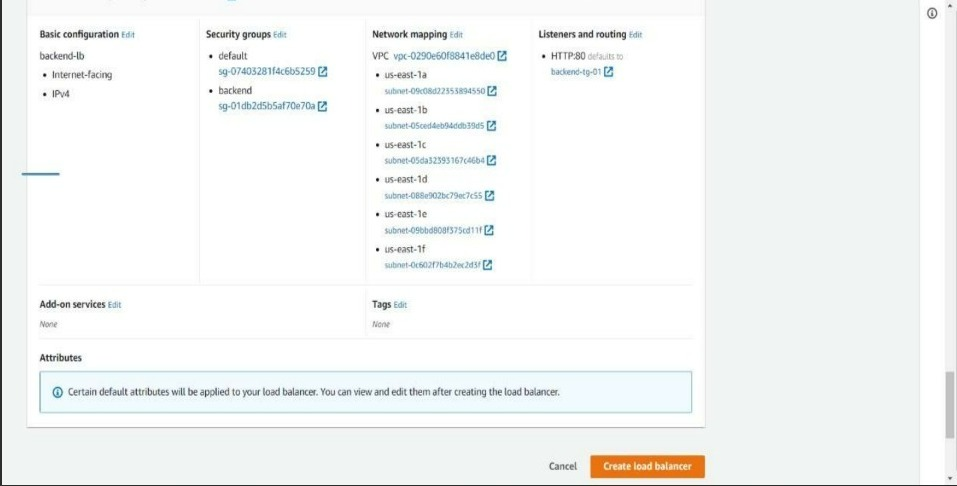 Basic configuration Edit
backend-lb
• Internet-facing
• IPv4
Security groups Edit
• default
sg-07403281f4c6b5259
• backend
sg-01db2d5b5af70e70a
Network mapping Edit
VPC vpc-0290e60f8841e8de0
• us-east-1a
subnet-09c08d22353894550
• us-east-1b
subnet-05ced4eb94ddb39d5
• us-east-1c
subnet-05da32393167c46b4
• us-east-1d
subnet-088e902bc79ec7c55
• us-east-1e
subnet-09bbd808f375cd11f
• us-east-1f
subnet-0c602f7b4b2ec2d3f
Listeners and routing Edit
• HTTP:80 defaults to
backend-tg-01
Add-on services Edit
None
Tags Edit
None
Attributes
Certain default attributes will be applied to your load balancer. You can view and edit them after creating the load balancer.
Cancel
Create load balancer